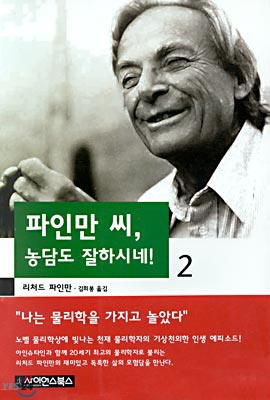 파인만 씨,
농담도 잘하시네!
2
리처드 파인만 · 김희봉 옮김
"나는 물리학을 가지고 놀았다"
노벨 물리학상에 빛나는 천재 물리학자의 기상천외한 인생 에피소드!
아인슈타인과 함께 20세기 최고의 물리학자로 불리는
리처드 파인만의 재미있고 독특한 삶의 모험담을 만난다.
사이언스북스